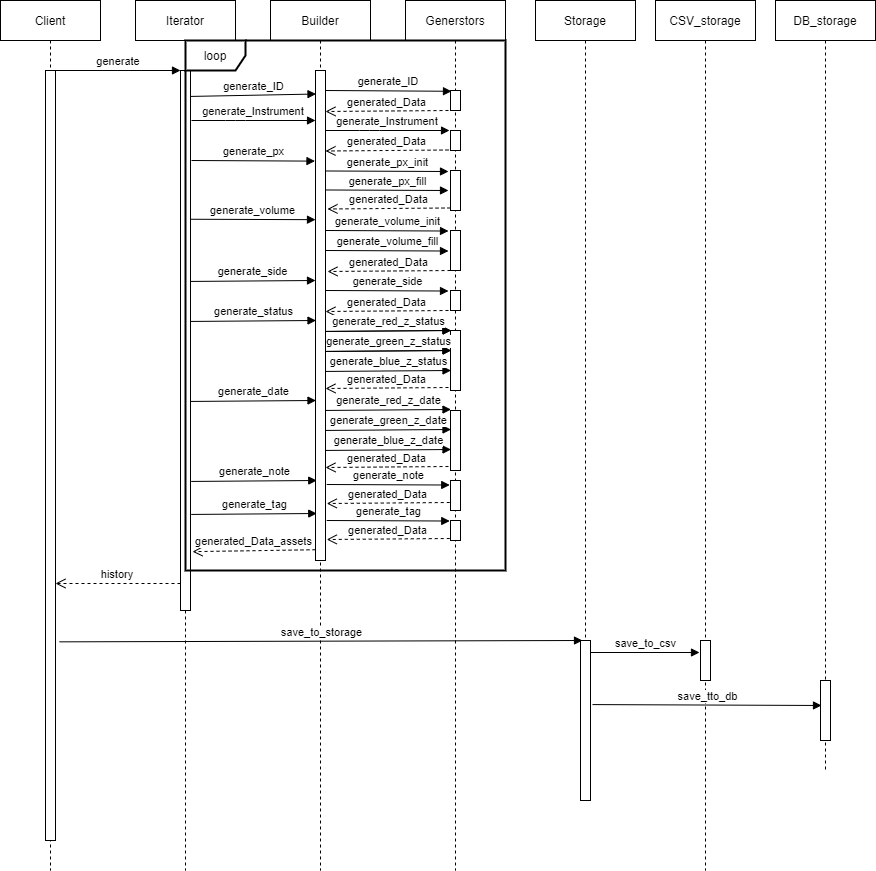 Client
Iterator
Builder
Generstors
Storage
CSV_storage
DB_storage
loop
generate
generate_ID
generate_ID
generated_Data
generate_Instrument
generate_Instrument
generated_Data
generate_px
generate_px_init
generate_px_fill
generated_Data
generate_volume
generate_volume_init
generate_volume_fill
generated_Data
generate_side
generate_side
generated_Data
generate_status
generate_red_z_status
generate_green_z_status
generate_blue_z_status
generated_Data
generate_date
generate_red_z_date
generate_green_z_date
generate_blue_z_date
generated_Data
generate_note
generate_note
generated_Data
generate_tag
generate_tag
generated_Data
generated_Data_assets
history
save_to_storage
save_to_csv
save_tto_db